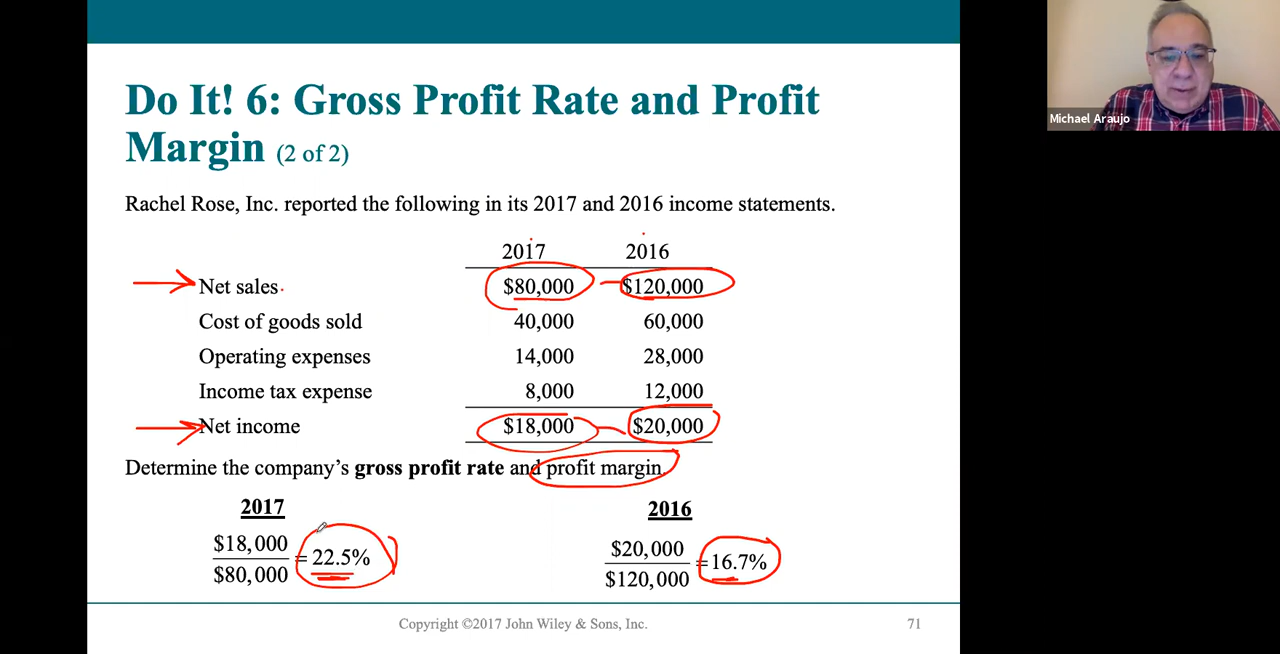 Do It! 6: Gross Profit Rate and Profit
Margin (2 of 2)
Michael Araujo
Rachel Rose, Inc. reported the following in its 2017 and 2016 income statements.
2017 2016
Net sales $80,000 $120,000
Cost of goods sold 40,000 60,000
Operating expenses 14,000 28,000
Income tax expense 8,000 12,000
Net income $18,000 $20,000
Determine the company’s gross profit rate and profit margin.
2017 2016
$18,000 $20,000
= 22.5% = 16.7%
$80,000 $120,000
Copyright ©2017 John Wiley & Sons, Inc. 71